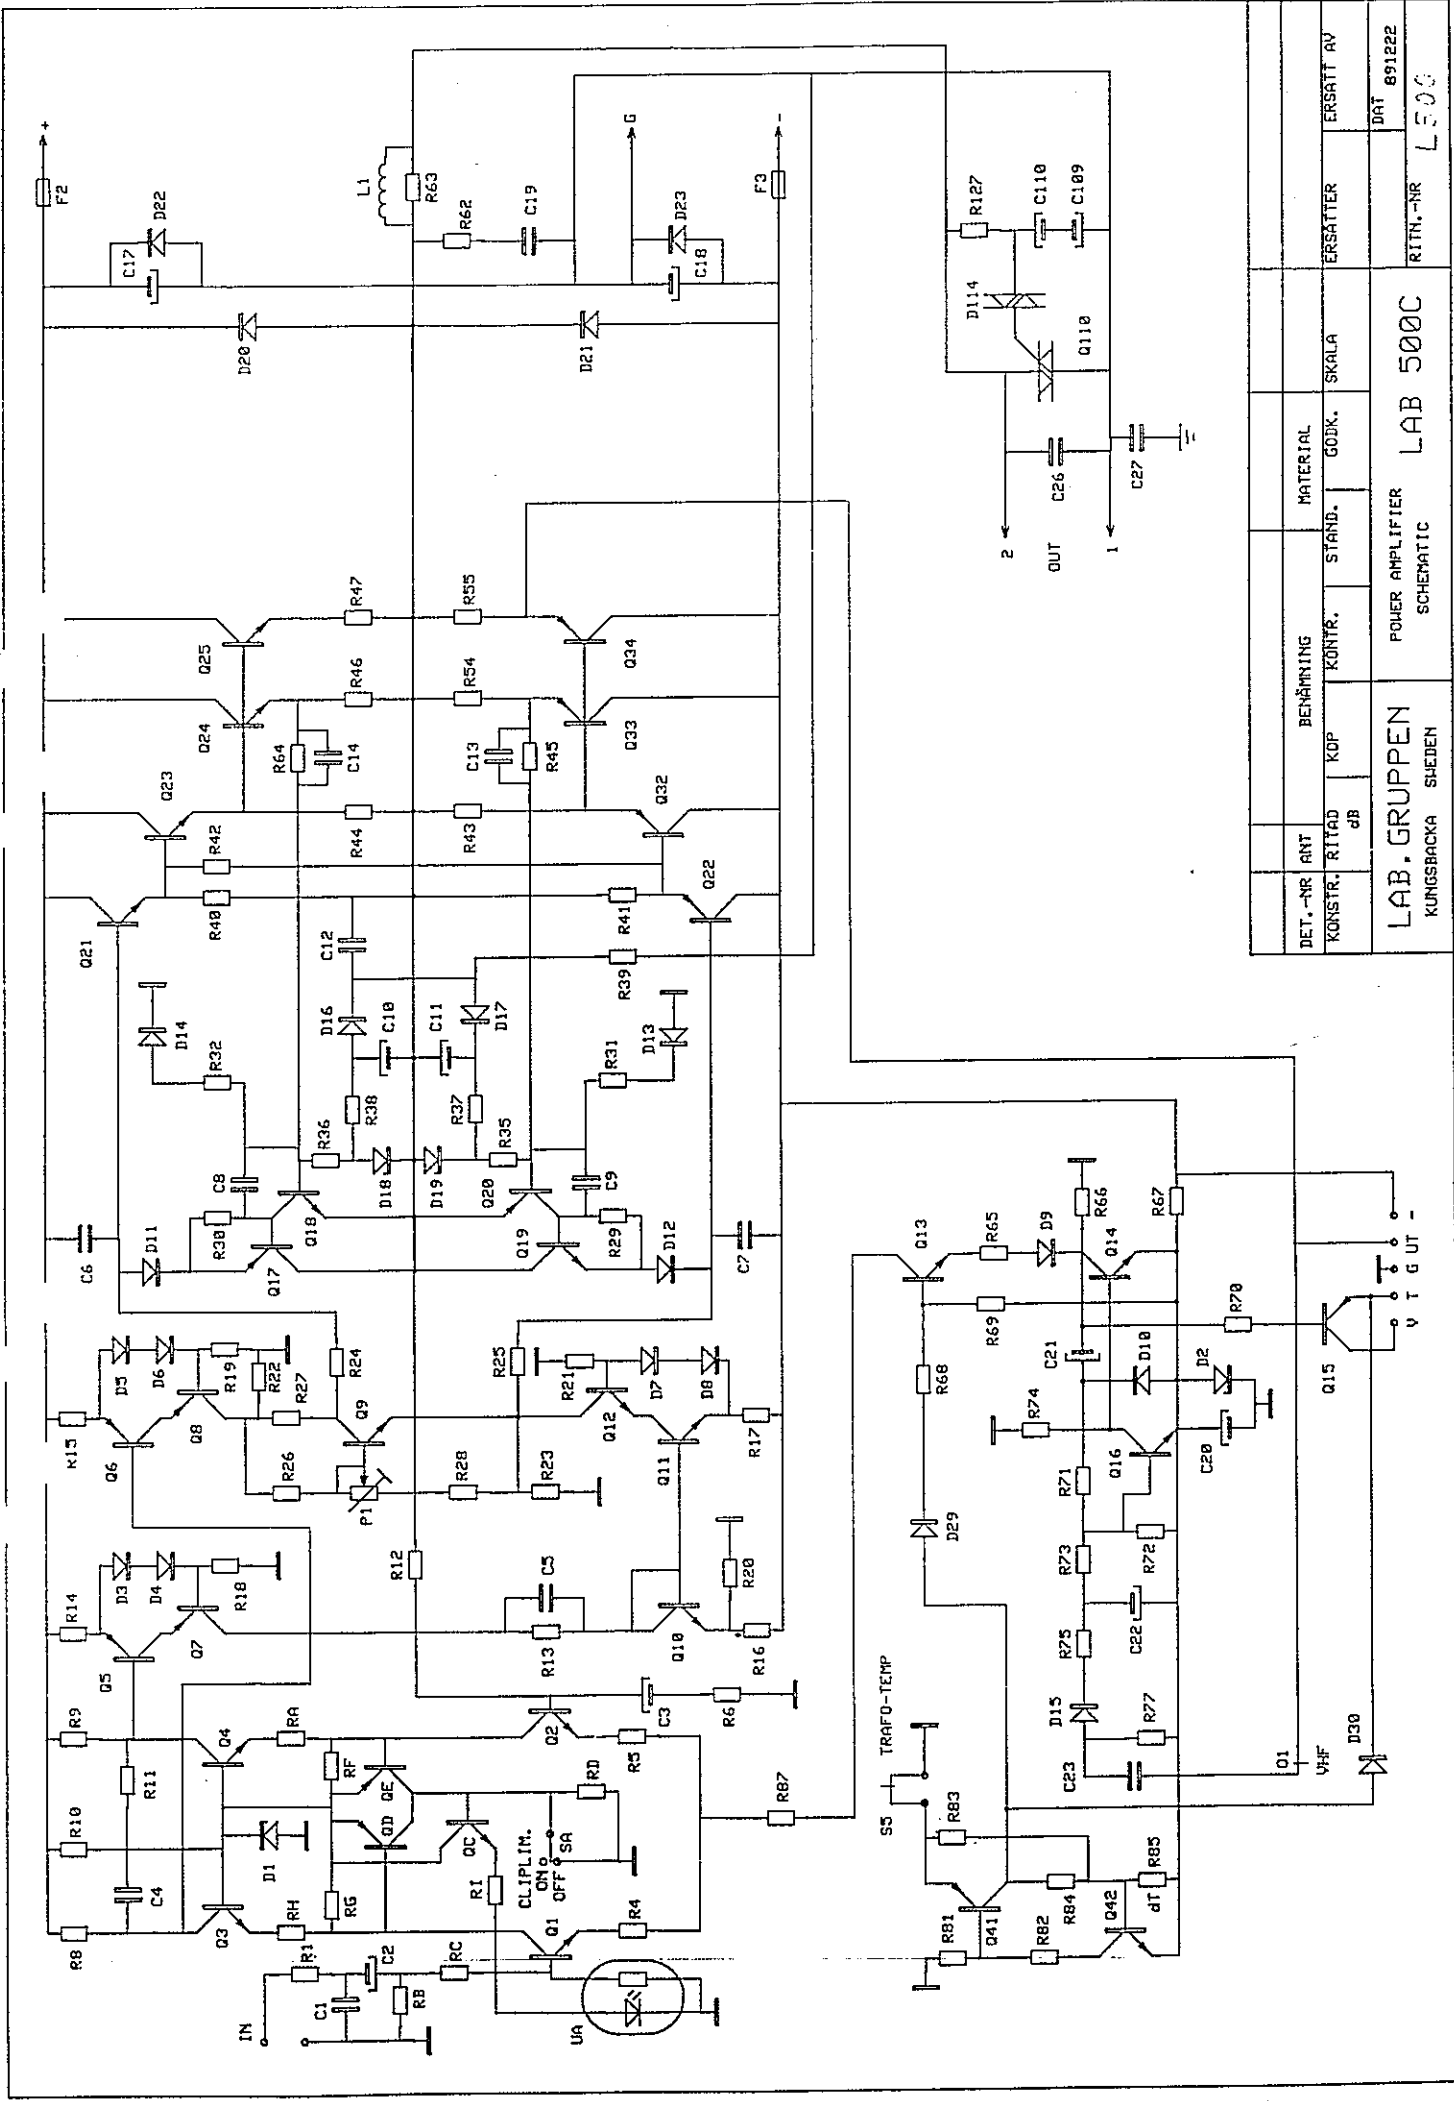 F2
R8
R10
R9
R14
R15
C6
Q21
D22
C17
Q5
Q6
D3
D5
D11
Q23
Q25
Q24
C4
R11
D4
D6
D14
Q3
Q4
Q7
Q8
R18
R19
R30
C8
R32
R40
R42
D20
IN
R1
RH
D1
RA
R22
R27
Q17
R64
C1
C2
RG
RF
R26
Q9
R24
Q18
R36
D16
C12
C14
R44
R46
R47
L1
RB
RC
QD
QE
P1
R38
D18
C10
R12
D19
C11
R63
R28
R37
C13
R43
R54
R55
R62
RI
QC
R23
R25
Q20
R35
D17
R45
CLIPLIM.
ON
OFF
SA
Q1
Q2
R13
C5
R21
Q19
C19
UA
RD
Q12
R29
C9
R31
R39
R41
D21
R4
R5
C3
R6
Q10
Q11
D7
D12
D13
Q32
Q33
Q34
D23
C18
G
R16
R20
R17
D8
C7
Q22
F3
R87
S5
TRAFO-TEMP
Q13
R81
R83
D29
R68
R65
D114
R127
Q41
R69
D9
2
R82
R84
R74
C21
R66
Q14
C26
OUT
C110
Q42
R85
dT
D15
R75
R73
R71
Q16
D10
Q110
C109
C23
R77
C22
R72
C20
D2
R67
1
C27
R70
01
VHF
D30
Q15
V T G UT -
DET.-NR ANT BENÄMNING MATERIAL
KONSTR. RITAD KOP KONTR. STAND. GODK. SKALA ERSÄTTER ERSATT AV
dB
LAB.GRUPPEN
KUNGSBACKA SWEDEN
POWER AMPLIFIER
SCHEMATIC
LAB 500C
DAT 891222
RITN.-NR L500